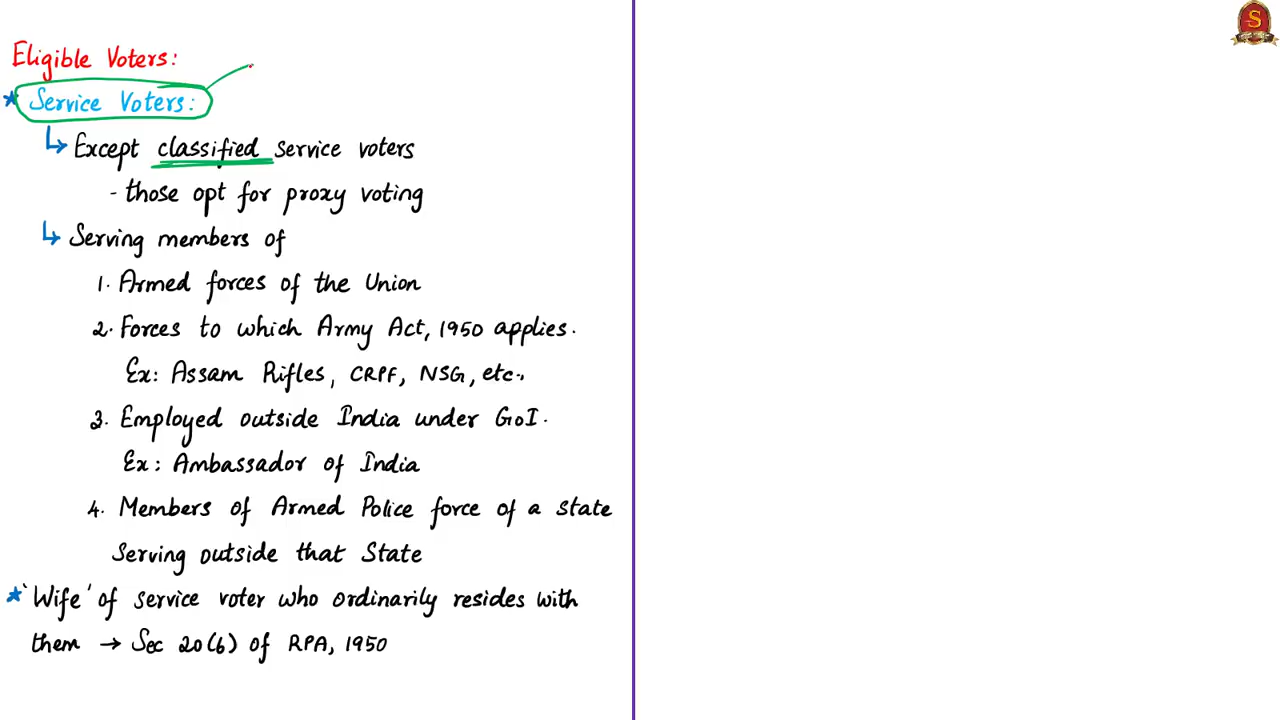 Eligible Voters:
* Service Voters:
↳ Except classified service voters
- those opt for proxy voting
↳ Serving members of
1. Armed forces of the Union
2. Forces to which Army Act, 1950 applies.
Ex: Assam Rifles, CRPF, NSG, etc.,
3. Employed outside India under GoI.
Ex: Ambassador of India
4. Members of Armed Police force of a state
Serving outside that State
* 'Wife' of service voter who ordinarily resides with
them → Sec 20(6) of RPA, 1950
S